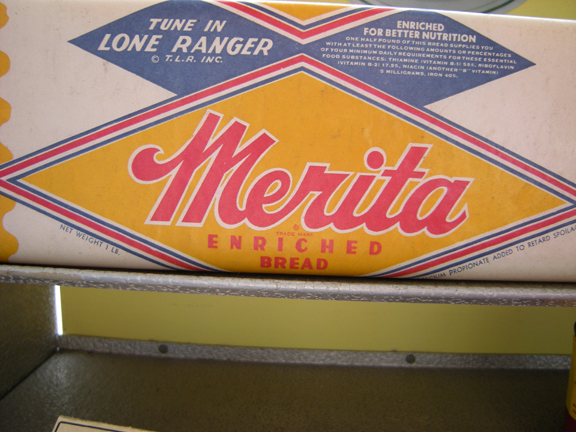 TUNE IN
LONE RANGER
© T.L.R. INC.
ENRICHED
FOR BETTER NUTRITION
ONE HALF POUND OF THIS BREAD SUPPLIES YOU
WITH AT LEAST THE FOLLOWING AMOUNTS OR PERCENTAGES
OF YOUR MINIMUM DAILY REQUIREMENTS FOR THESE ESSENTIAL
FOOD SUBSTANCES: THIAMINE (VITAMIN B-1) 50%, RIBOFLAVIN
(VITAMIN B-2) 17.5%, NIACIN (ANOTHER "B" VITAMIN)
5 MILLIGRAMS, IRON 40%.
Merita
TRADE MARK
ENRICHED
BREAD
NET WEIGHT 1 LB.
PROPIONATE ADDED TO RETARD SPOILAG